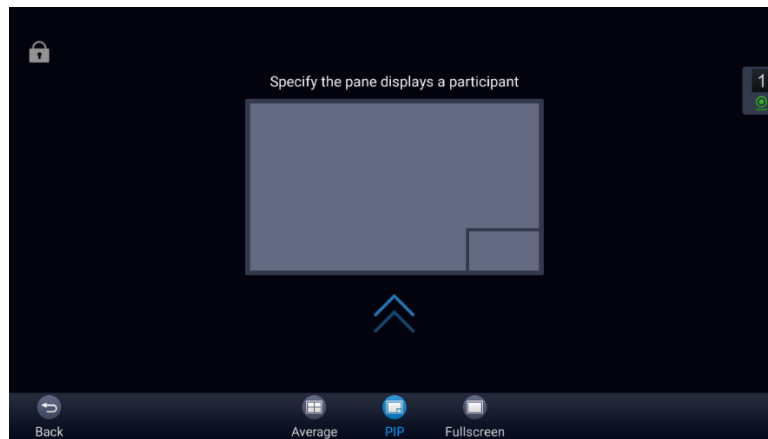 Specify the pane displays a participant
1
Back
Average
PIP
Fullscreen